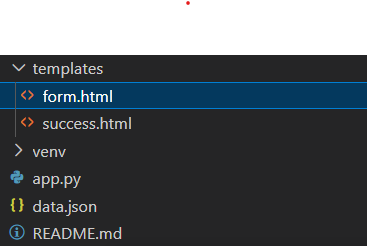 templates
form.html
success.html
venv
app.py
data.json
README.md